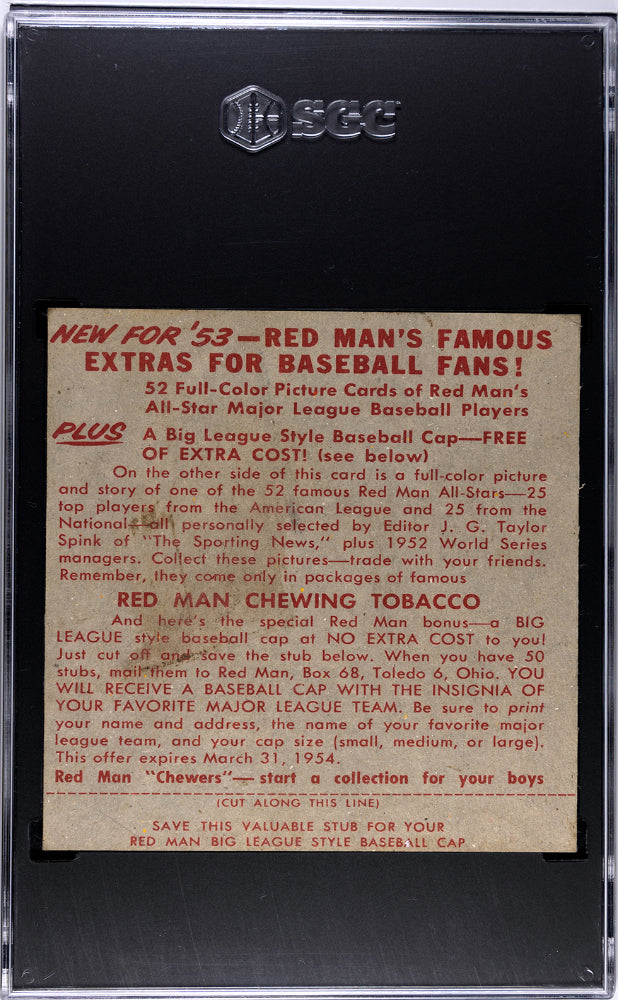 SGC
NEW FOR '53—RED MAN'S FAMOUS
EXTRAS FOR BASEBALL FANS!
52 Full-Color Picture Cards of Red Man's
All-Star Major League Baseball Players
PLUS A Big League Style Baseball Cap—FREE
OF EXTRA COST! (see below)
On the other side of this card is a full-color picture
and story of one of the 52 famous Red Man All-Stars—25
top players from the American League and 25 from the
National—all personally selected by Editor J. G. Taylor
Spink of "The Sporting News," plus 1952 World Series
managers. Collect these pictures—trade with your friends.
Remember, they come only in packages of famous
RED MAN CHEWING TOBACCO
And here's the special Red Man bonus—a BIG
LEAGUE style baseball cap at NO EXTRA COST to you!
Just cut off and save the stub below. When you have 50
stubs, mail them to Red Man, Box 68, Toledo 6, Ohio. YOU
WILL RECEIVE A BASEBALL CAP WITH THE INSIGNIA OF
YOUR FAVORITE MAJOR LEAGUE TEAM. Be sure to print
your name and address, the name of your favorite major
league team, and your cap size (small, medium, or large).
This offer expires March 31, 1954.
Red Man "Chewers"—start a collection for your boys
(CUT ALONG THIS LINE)
SAVE THIS VALUABLE STUB FOR YOUR
RED MAN BIG LEAGUE STYLE BASEBALL CAP